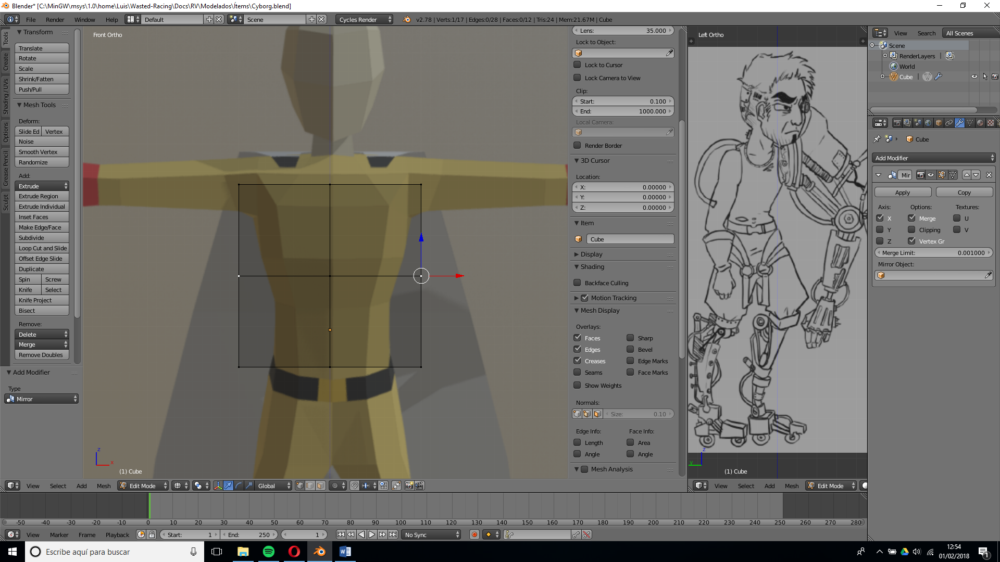 Blender* [C:\MinGW\msys\1.0\home\Luis\Wasted-Racing\Docs\RV\Modelados\Ítems\Cyborg.blend]
File Render Window Help Default Scene Cycles Render v2.78 | Verts:1/17 | Edges:0/28 | Faces:0/12 | Tris:24 | Mem:21.67M | Cube
Tools
Create
Shading / UVs
Options
Grease Pencil
Sculpt
Transform
Translate
Rotate
Scale
Shrink/Fatten
Push/Pull
Mesh Tools
Deform:
Slide Ed Vertex
Noise
Smooth Vertex
Randomize
Add:
Extrude
Extrude Region
Extrude Individual
Inset Faces
Make Edge/Face
Subdivide
Loop Cut and Slide
Offset Edge Slide
Duplicate
Spin Screw
Knife Select
Knife Project
Bisect
Remove:
Delete
Merge
Remove Doubles
Add Modifier
Type
Mirror
Front Ortho
z
x
(1) Cube
Lens: 35.000
Lock to Object:
Lock to Cursor
Lock Camera to View
Clip:
Start: 0.100
End: 1000.000
Local Camera:
Render Border
3D Cursor
Location:
X: 0.00000
Y: 0.00000
Z: 0.00000
Item
Cube
Display
Shading
Backface Culling
Motion Tracking
Mesh Display
Overlays:
Faces Sharp
Edges Bevel
Creases Edge Marks
Seams Face Marks
Show Weights
Normals:
Size: 0.10
Edge Info: Face Info:
Length Area
Angle Angle
Mesh Analysis
Left Ortho
z
y
(1) Cube
View Search All Scenes
Scene
RenderLayers |
World
Cube |
Cube
Add Modifier
Mir
Apply Copy
Axis: Options: Textures:
X Merge U
Y Clipping V
Z Vertex Gr
Merge Limit: 0.001000
Mirror Object:
View Select Add Mesh Edit Mode Global
View Select Add Mesh Edit Mode
-50 -40 -30 -20 -10 0 10 20 30 40 50 60 70 80 90 100 110 120 130 140 150 160 170 180 190 200 210 220 230 240 250 260 270 280
View Marker Frame Playback Start: 1 End: 250 1 No Sync
Escribe aquí para buscar
12:54
01/02/2018
1